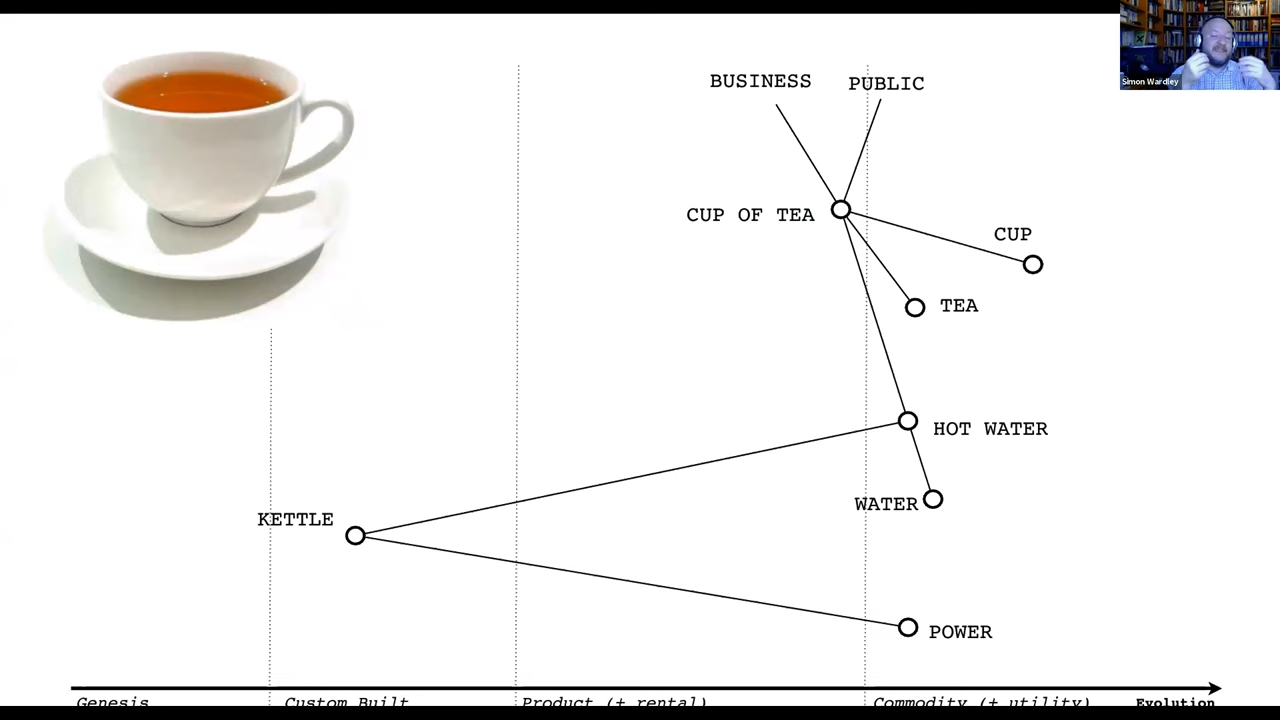 BUSINESS
PUBLIC
Simon Wardley
CUP OF TEA
CUP
TEA
HOT WATER
WATER
KETTLE
POWER
Genesis
Custom Built
Product (+ rental)
Commodity (+ utility)
Evolution